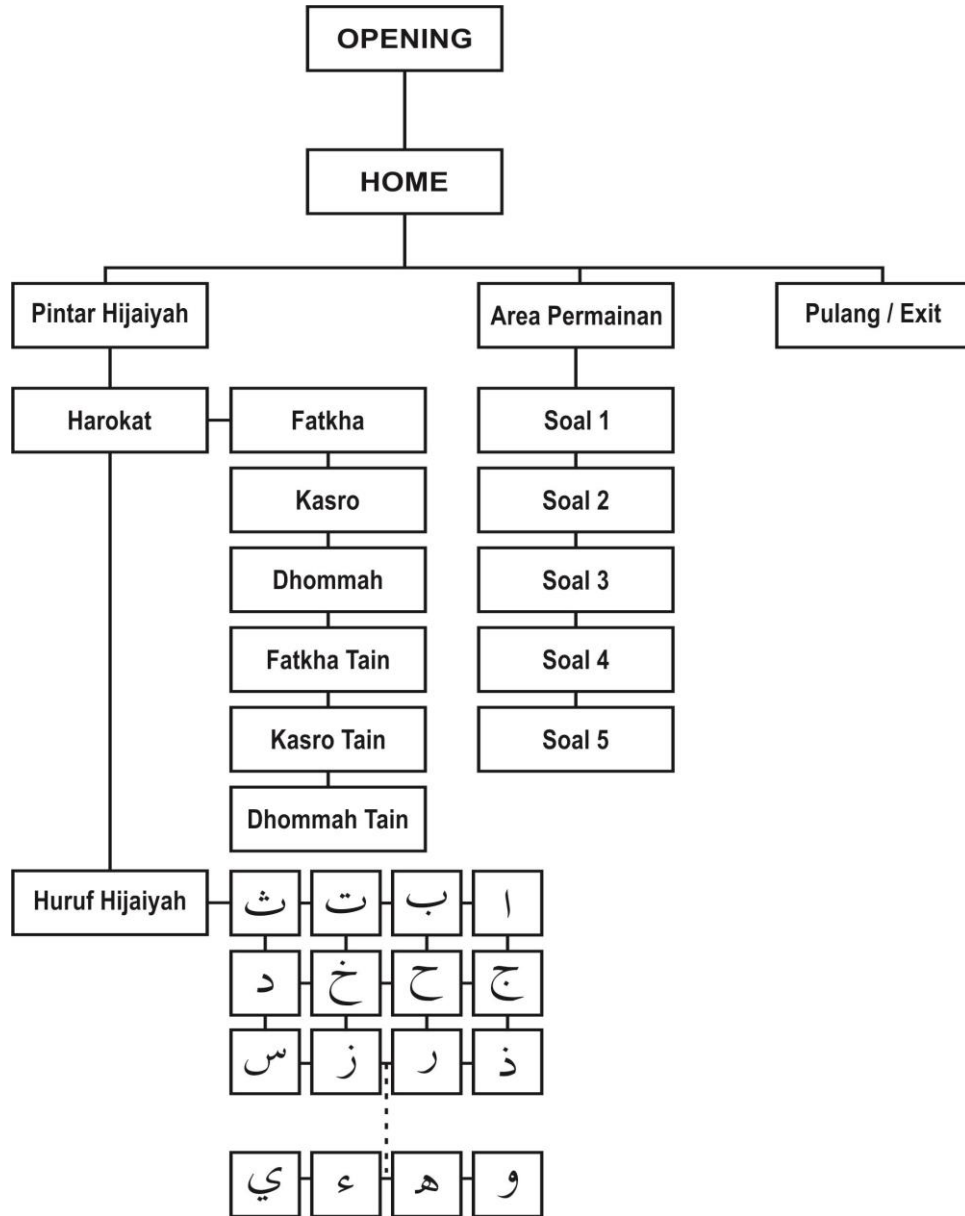 OPENING
HOME
Pintar Hijaiyah
Area Permainan
Pulang / Exit
Harokat
Fatkha
Soal 1
Kasro
Soal 2
Dhommah
Soal 3
Fatkha Tain
Soal 4
Kasro Tain
Soal 5
Dhommah Tain
Huruf Hijaiyah
ا ب ت ث
ج ح خ د
ذ ر ز س
و ه ء ي